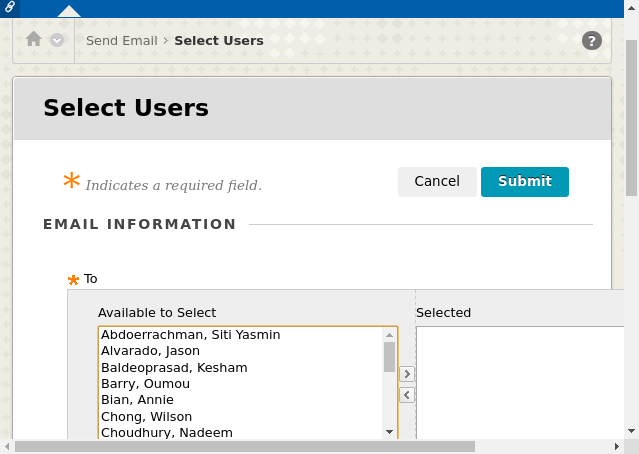 Send Email > Select Users
?
Select Users
* Indicates a required field.
Cancel
Submit
EMAIL INFORMATION
* To
Available to Select
Selected
Abdoerrachman, Siti Yasmin
Alvarado, Jason
Baldeoprasad, Kesham
Barry, Oumou
Bian, Annie
Chong, Wilson
Choudhury, Nadeem